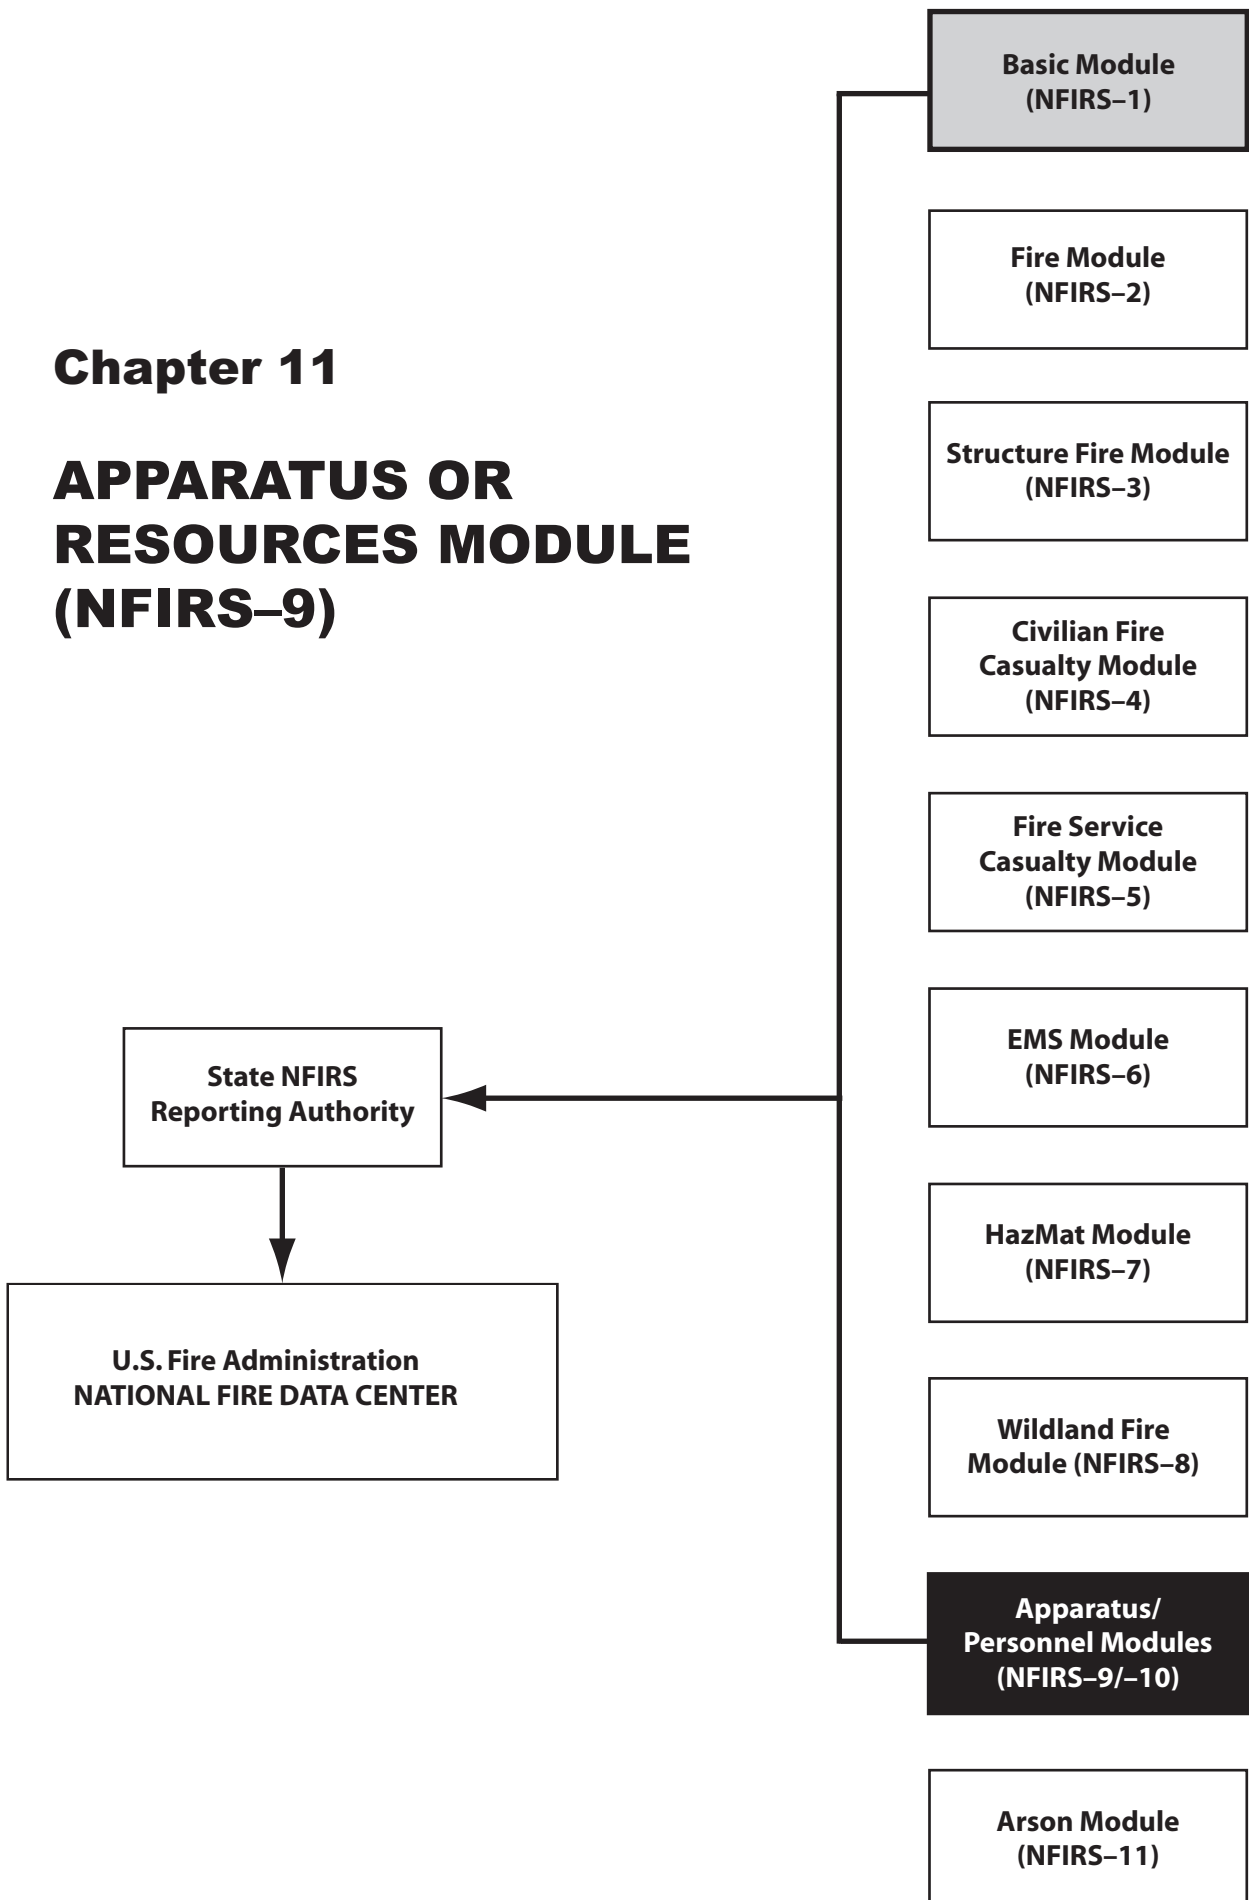 Chapter 11
APPARATUS OR
RESOURCES MODULE
(NFIRS–9)
Basic Module
(NFIRS–1)
Fire Module
(NFIRS–2)
Structure Fire Module
(NFIRS–3)
Civilian Fire
Casualty Module
(NFIRS–4)
Fire Service
Casualty Module
(NFIRS–5)
EMS Module
(NFIRS–6)
HazMat Module
(NFIRS–7)
Wildland Fire
Module (NFIRS–8)
Apparatus/
Personnel Modules
(NFIRS–9/–10)
Arson Module
(NFIRS–11)
State NFIRS
Reporting Authority
U.S. Fire Administration
NATIONAL FIRE DATA CENTER